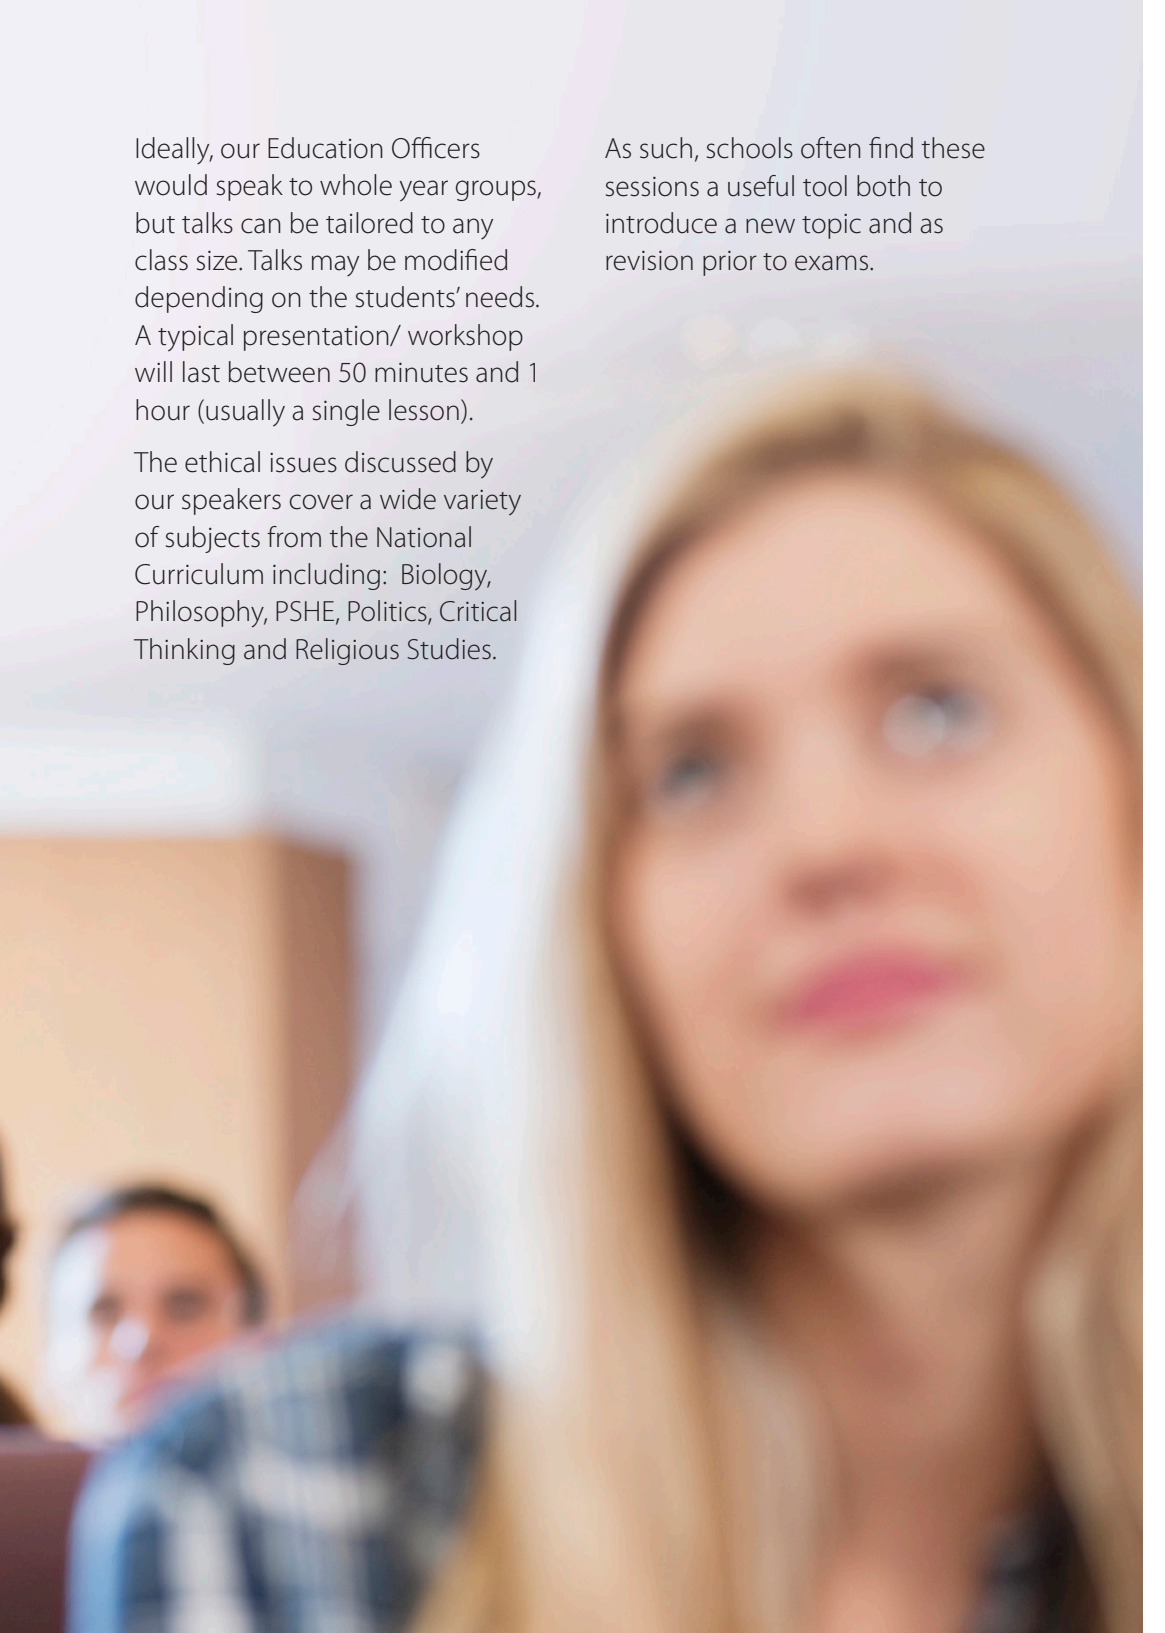 Ideally, our Education Officers
would speak to whole year groups,
but talks can be tailored to any
class size. Talks may be modified
depending on the students’ needs.
A typical presentation/ workshop
will last between 50 minutes and 1
hour (usually a single lesson).
The ethical issues discussed by
our speakers cover a wide variety
of subjects from the National
Curriculum including:  Biology,
Philosophy, PSHE, Politics, Critical
Thinking and Religious Studies.
As such, schools often find these
sessions a useful tool both to
introduce a new topic and as
revision prior to exams.